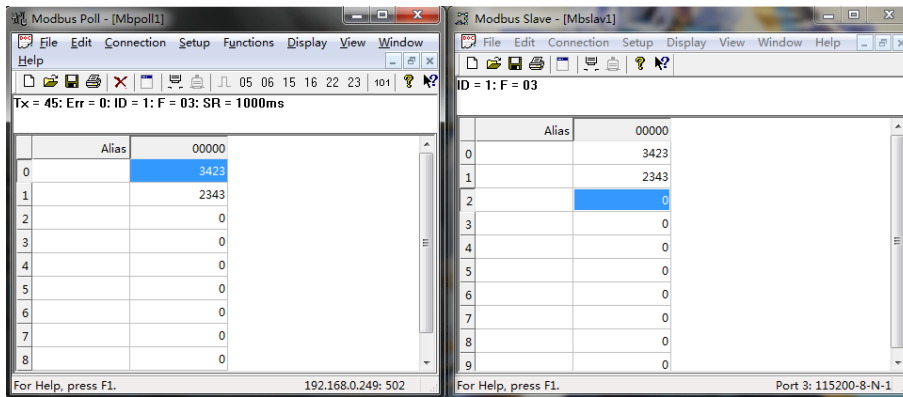 Modbus Poll - [Mbpoll1]
File Edit Connection Setup Functions Display View Window
Help
05 06 15 16 22 23 101
Tx = 45: Err = 0: ID = 1: F = 03: SR = 1000ms
Alias 00000
0 3423
1 2343
2 0
3 0
4 0
5 0
6 0
7 0
8 0
For Help, press F1. 192.168.0.249: 502
Modbus Slave - [Mbslav1]
File Edit Connection Setup Display View Window Help
ID = 1: F = 03
Alias 00000
0 3423
1 2343
2 0
3 0
4 0
5 0
6 0
7 0
8 0
9 0
For Help, press F1. Port 3: 115200-8-N-1